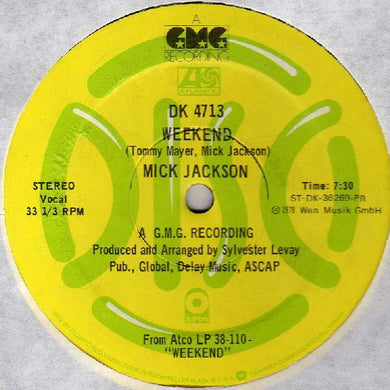 A
GMG
RECORDING
ATLANTIC
DK 4713
WEEKEND
(Tommy Mayer, Mick Jackson)
MICK JACKSON
STEREO
Vocal
33 1/3 RPM
Time: 7:30
ST-DK-36269-PR
℗ 1978 Wea Musik GmbH
A G.M.G. RECORDING
Produced and Arranged by Sylvester Levay
Pub., Global, Delay Music, ASCAP
From Atco LP 38-110-
"WEEKEND"